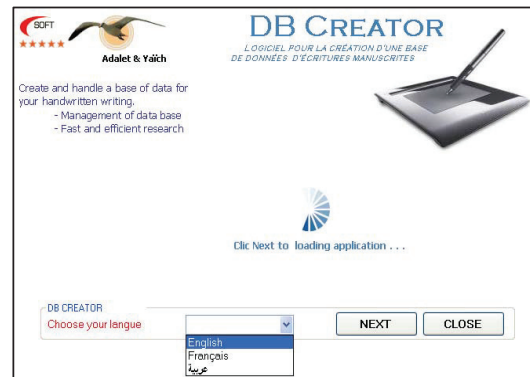 SOFT
Adalet & Yaïch
DB CREATOR
LOGICIEL POUR LA CRÉATION D'UNE BASE
DE DONNÉES D'ÉCRITURES MANUSCRITES
Create and handle a base of data for
your handwritten writing.
- Management of data base
- Fast and efficient research
Clic Next to loading application . . .
DB CREATOR
Choose your langue
NEXT
CLOSE
English
Français
عربية